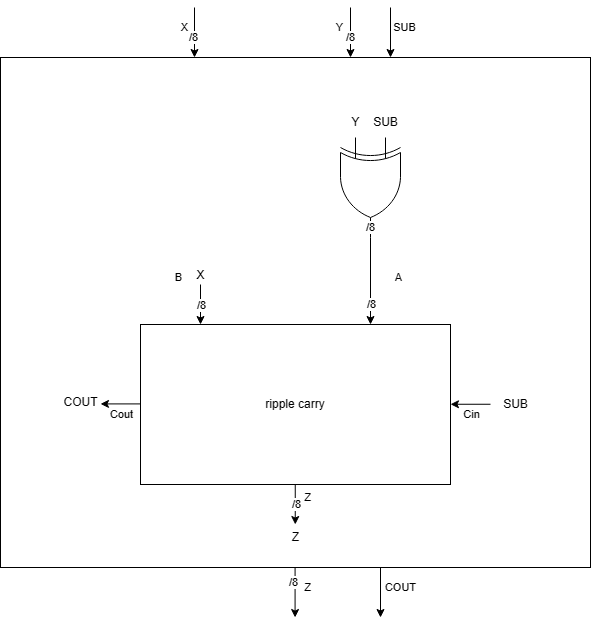 X
/8
Y
/8
SUB
Y SUB
/8
B X
A
/8
/8
COUT
Cout
ripple carry
Cin
SUB
Z
/8
Z
/8
Z
COUT